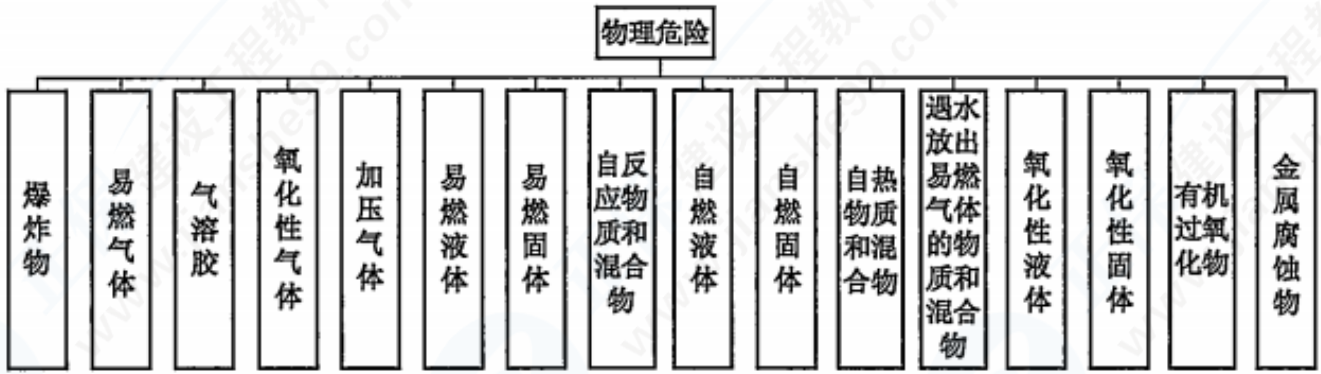 物理危险
爆炸物
易燃气体
气溶胶
氧化性气体
加压气体
易燃液体
易燃固体
自反应物质和混合物
自燃液体
自燃固体
自热物质和混合物
遇水放出易燃气体的物质和混合物
氧化性液体
氧化性固体
有机过氧化物
金属腐蚀物